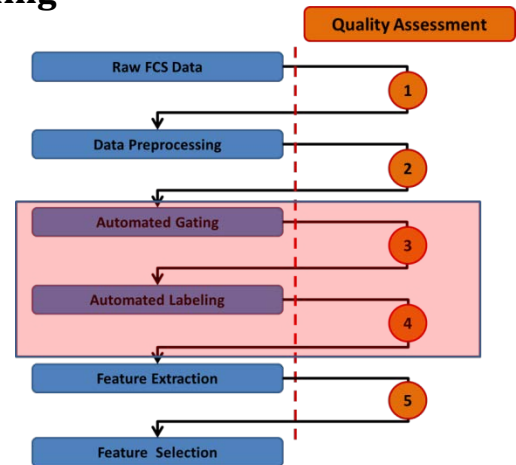 Quality Assessment
Raw FCS Data
1
Data Preprocessing
2
Automated Gating
3
Automated Labeling
4
Feature Extraction
5
Feature Selection